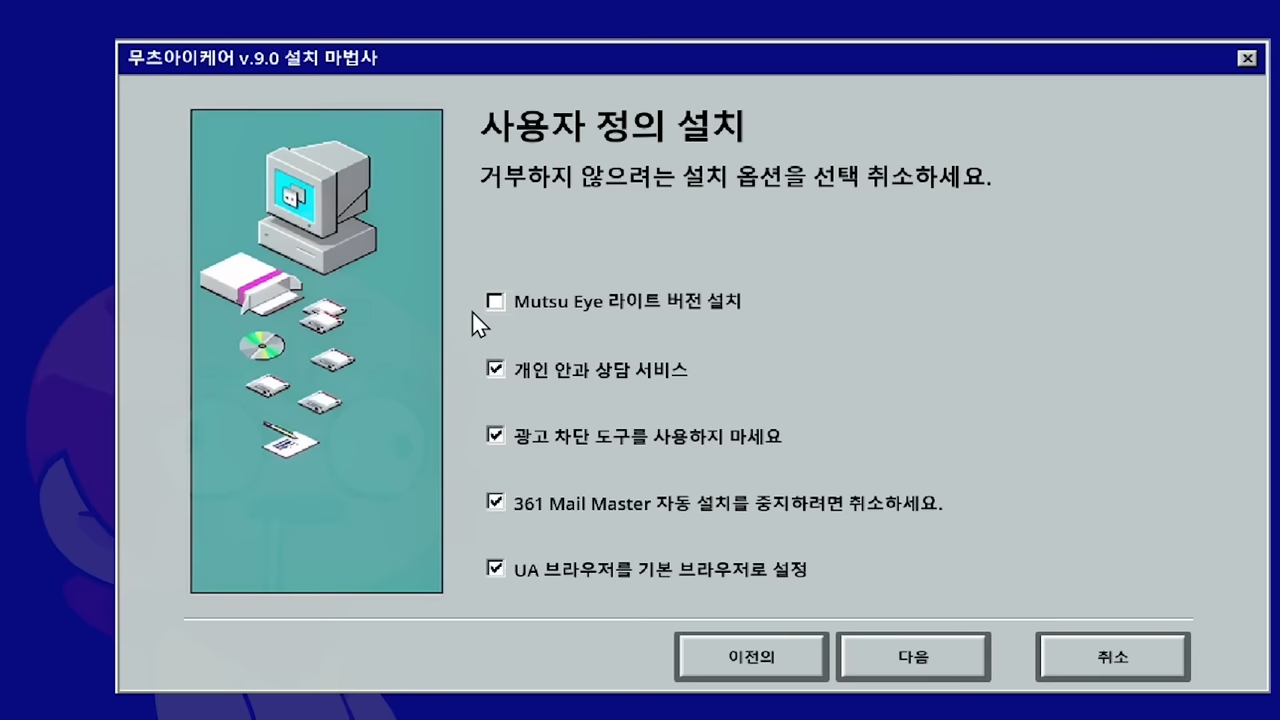 무츠아이케어 v.9.0 설치 마법사
사용자 정의 설치
거부하지 않으려는 설치 옵션을 선택 취소하세요.
Mutsu Eye 라이트 버전 설치
개인 안과 상담 서비스
광고 차단 도구를 사용하지 마세요
361 Mail Master 자동 설치를 중지하려면 취소하세요.
UA 브라우저를 기본 브라우저로 설정
이전의
다음
취소